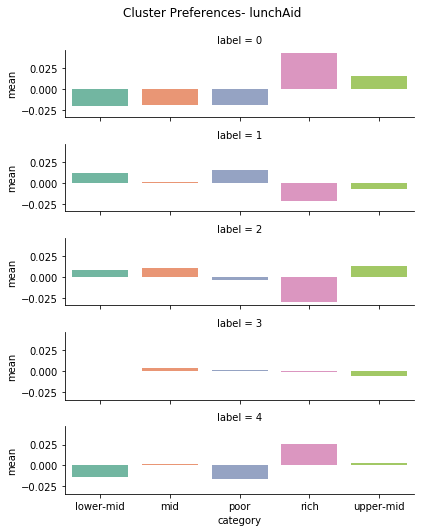 Cluster Preferences- lunchAid
label = 0
mean
0.025
0.000
−0.025
label = 1
mean
0.025
0.000
−0.025
label = 2
mean
0.025
0.000
−0.025
label = 3
mean
0.025
0.000
−0.025
label = 4
mean
0.025
0.000
−0.025
lower-mid mid poor rich upper-mid
category